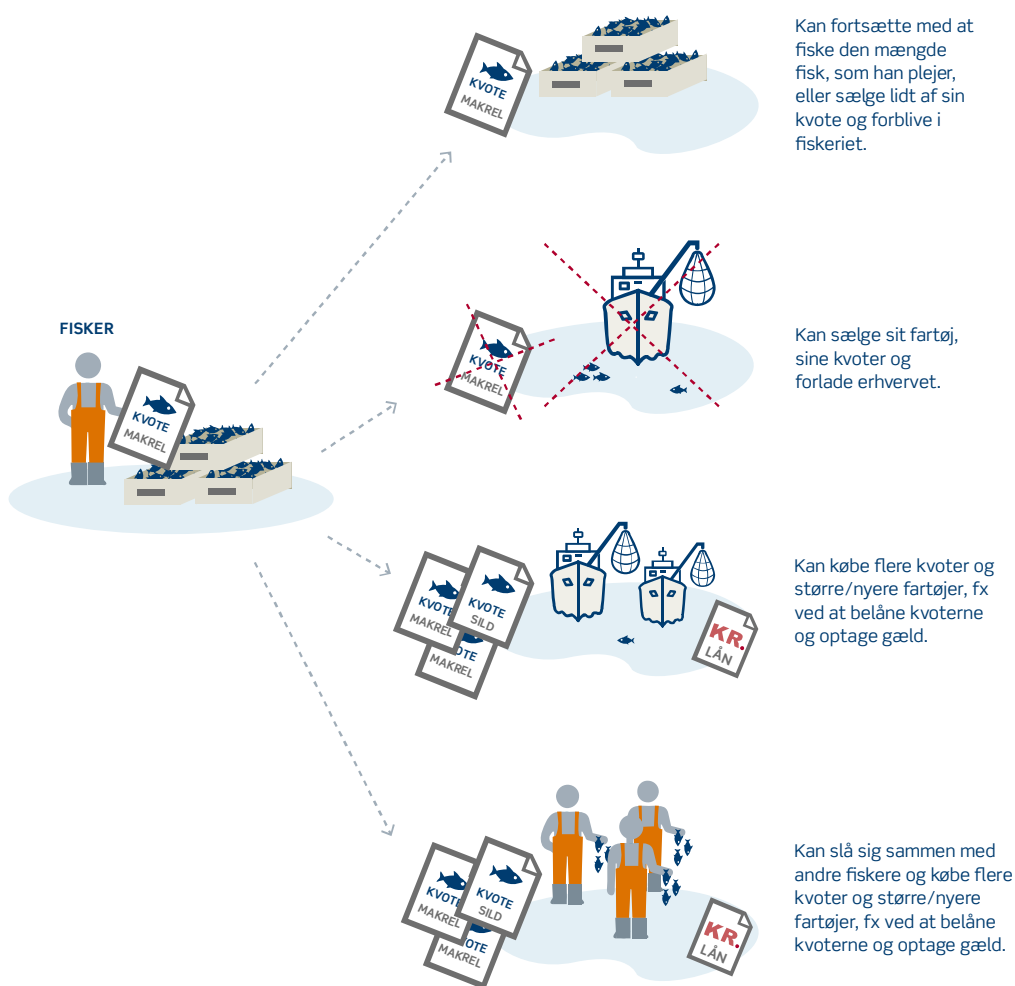 KVOTE
MAKREL
Kan fortsætte med at
fiske den mængde
fisk, som han plejer,
eller sælge lidt af sin
kvote og forblive i
fiskeriet.
FISKER
KVOTE
MAKREL
KVOTE
MAKREL
Kan sælge sit fartøj,
sine kvoter og
forlade erhvervet.
KVOTE
MAKREL
KVOTE
SILD
KVOTE
MAKREL
KR.
LÅN
Kan købe flere kvoter og
større/nyere fartøjer, fx
ved at belåne kvoterne
og optage gæld.
KVOTE
MAKREL
KVOTE
SILD
KVOTE
MAKREL
KR.
LÅN
Kan slå sig sammen med
andre fiskere og købe flere
kvoter og større/nyere
fartøjer, fx ved at belåne
kvoterne og optage gæld.